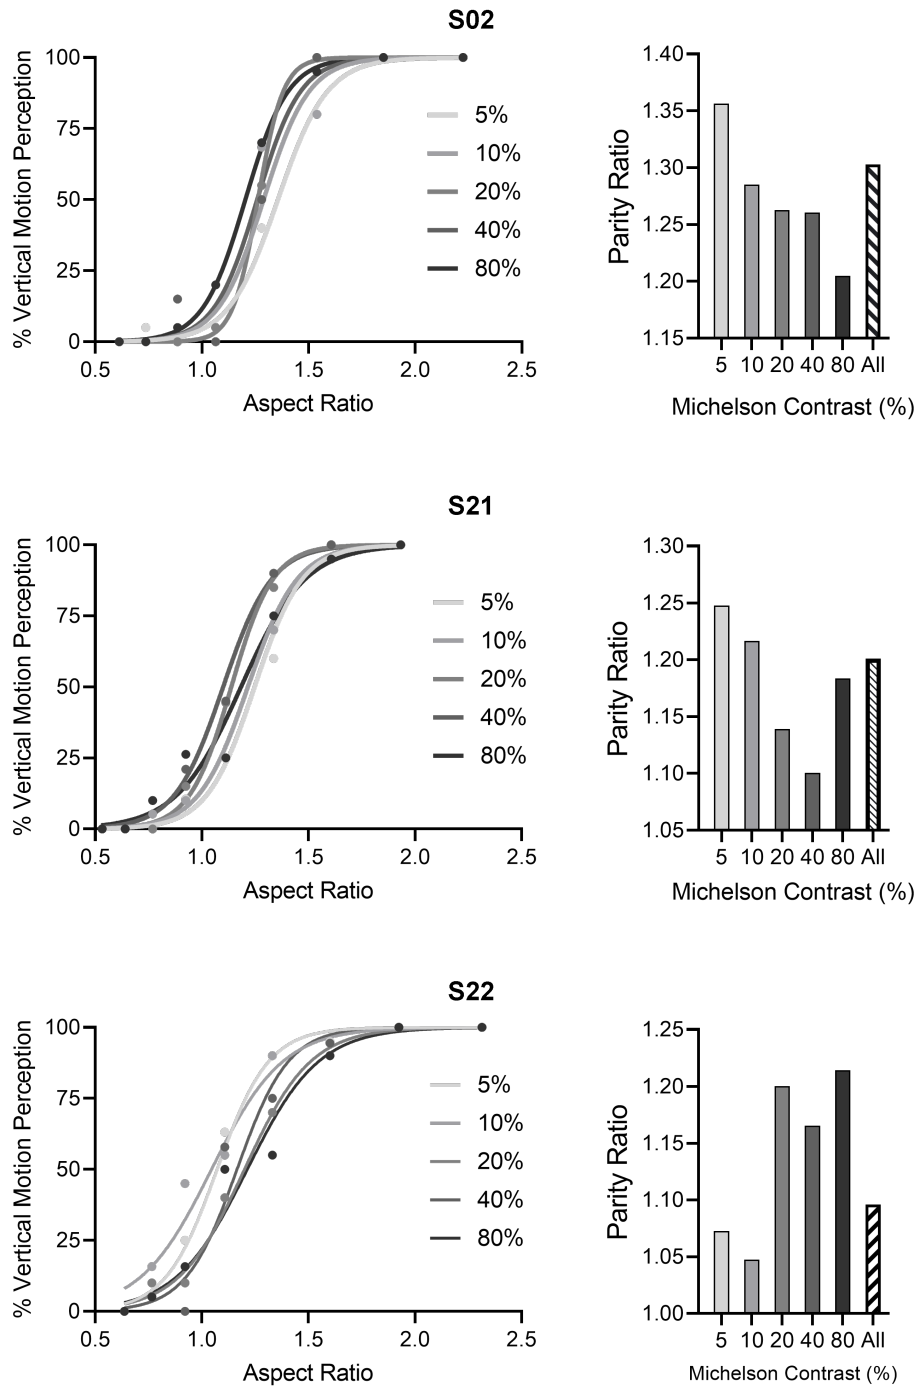 S02
% Vertical Motion Perception
100
75
50
25
0
0.5 1.0 1.5 2.0 2.5
Aspect Ratio
5%
10%
20%
40%
80%
Parity Ratio
1.40
1.35
1.30
1.25
1.20
1.15
5 10 20 40 80 All
Michelson Contrast (%)
S21
% Vertical Motion Perception
100
75
50
25
0
0.5 1.0 1.5 2.0 2.5
Aspect Ratio
5%
10%
20%
40%
80%
Parity Ratio
1.30
1.25
1.20
1.15
1.10
1.05
5 10 20 40 80 All
Michelson Contrast (%)
S22
% Vertical Motion Perception
100
75
50
25
0
0.5 1.0 1.5 2.0 2.5
Aspect Ratio
5%
10%
20%
40%
80%
Parity Ratio
1.25
1.20
1.15
1.10
1.05
1.00
5 10 20 40 80 All
Michelson Contrast (%)